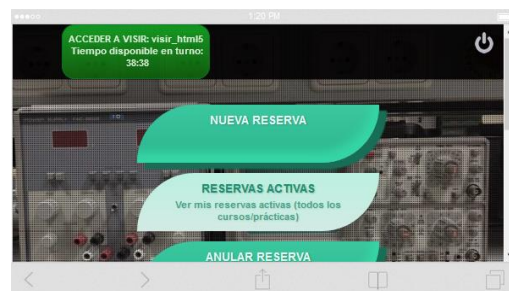 1:20 PM
ACCEDER A VISIR: visir_html5
Tiempo disponible en turno:
38:38
NUEVA RESERVA
RESERVAS ACTIVAS
Ver mis reservas activas (todos los
cursos/prácticas)
ANULAR RESERVA